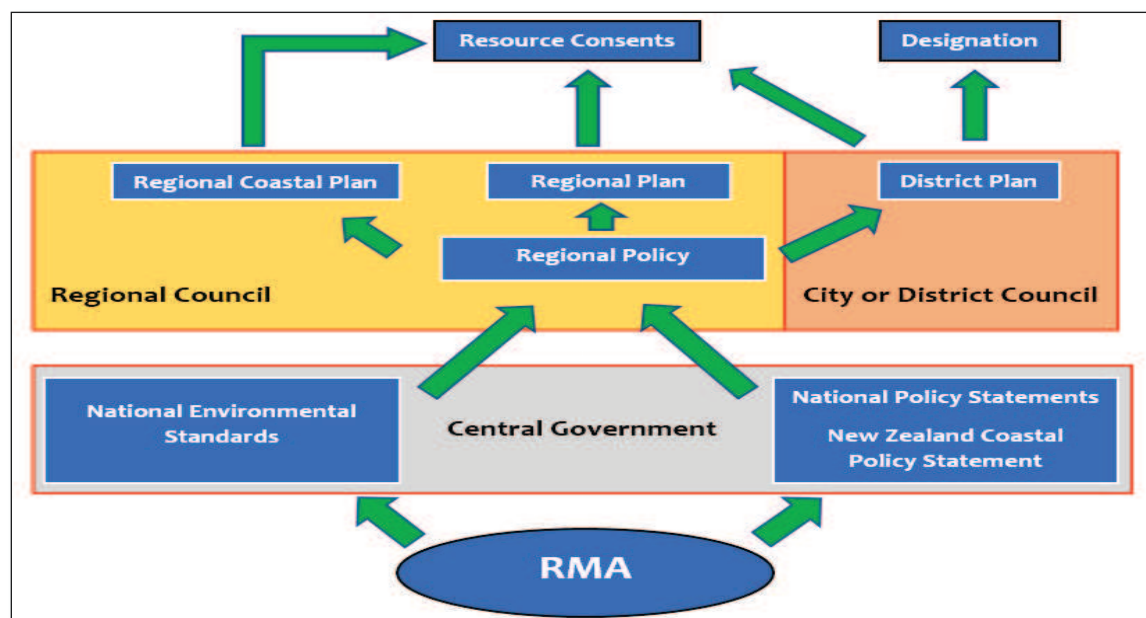 Resource Consents
Designation
Regional Coastal Plan
Regional Plan
District Plan
Regional Policy
Regional Council
City or District Council
National Environmental
Standards
Central Government
National Policy Statements
New Zealand Coastal
Policy Statement
RMA